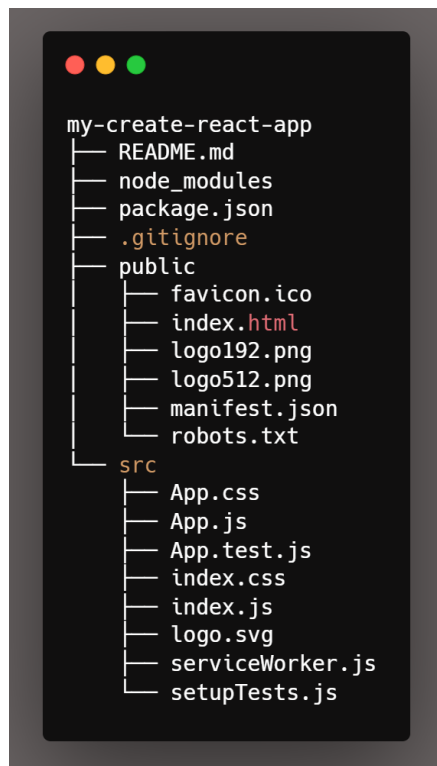 my-create-react-app
├── README.md
├── node_modules
├── package.json
├── .gitignore
├── public
│   ├── favicon.ico
│   ├── index.html
│   ├── logo192.png
│   ├── logo512.png
│   ├── manifest.json
│   └── robots.txt
└── src
    ├── App.css
    ├── App.js
    ├── App.test.js
    ├── index.css
    ├── index.js
    ├── logo.svg
    ├── serviceWorker.js
    └── setupTests.js